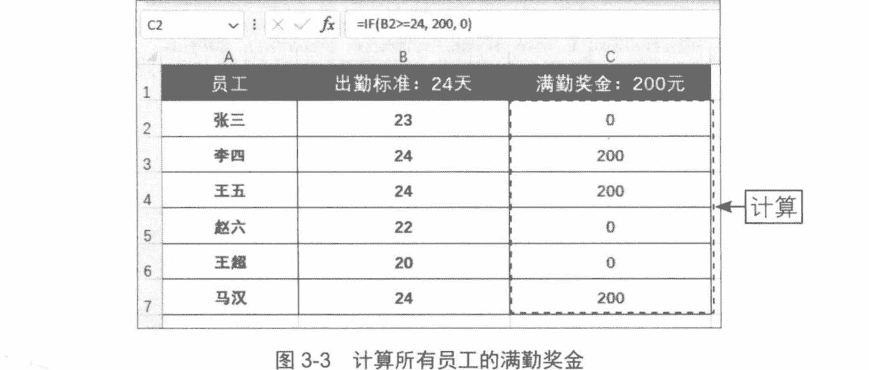 C2 fx =IF(B2>=24, 200, 0)
A B C
1 员工 出勤标准：24天 满勤奖金：200元
2 张三 23 0
3 李四 24 200
4 王五 24 200
5 赵六 22 0
6 王超 20 0
7 马汉 24 200
计算
图 3-3 计算所有员工的满勤奖金